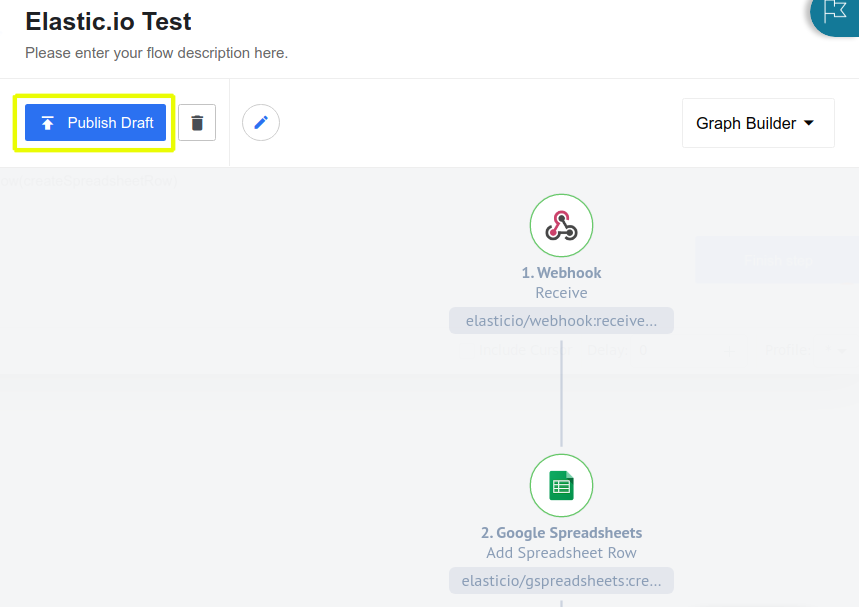 Elastic.io Test
Please enter your flow description here.
Publish Draft
Graph Builder
1. Webhook
Receive
elasticio/webhook:receive...
2. Google Spreadsheets
Add Spreadsheet Row
elasticio/gspreadsheets:cre...